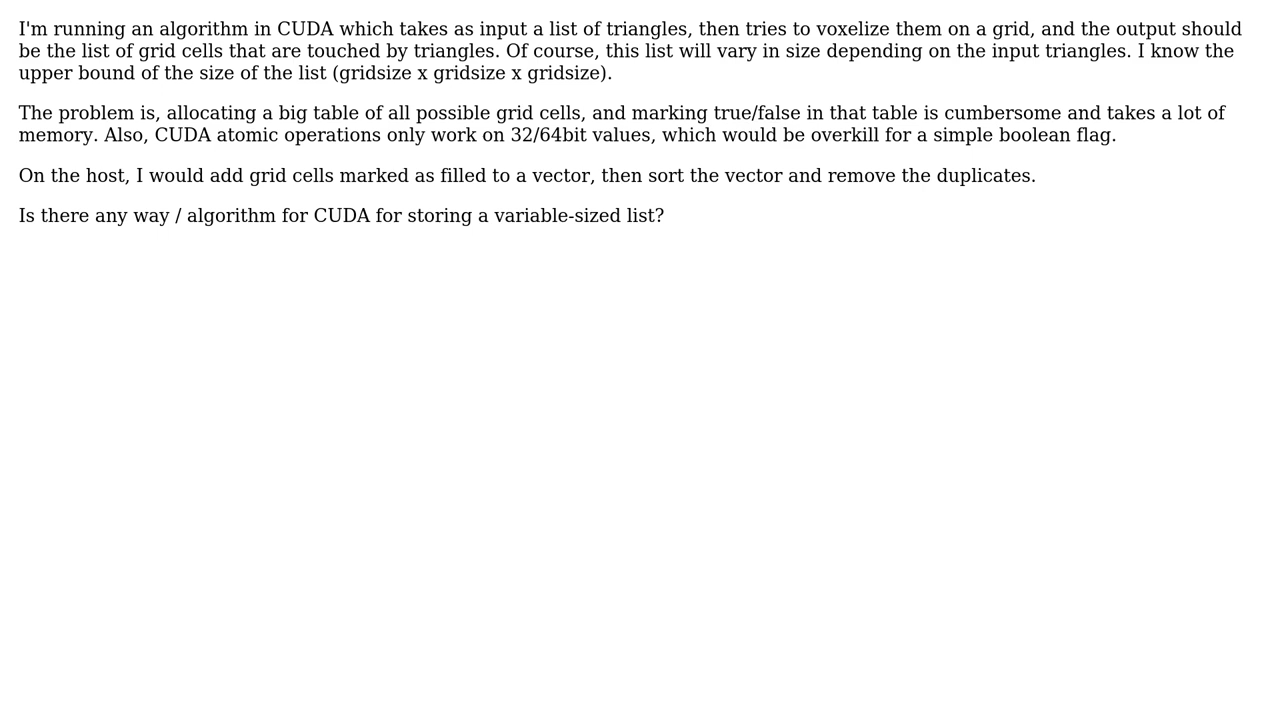 I'm running an algorithm in CUDA which takes as input a list of triangles, then tries to voxelize them on a grid, and the output should
be the list of grid cells that are touched by triangles. Of course, this list will vary in size depending on the input triangles. I know the
upper bound of the size of the list (gridsize x gridsize x gridsize).
The problem is, allocating a big table of all possible grid cells, and marking true/false in that table is cumbersome and takes a lot of
memory. Also, CUDA atomic operations only work on 32/64bit values, which would be overkill for a simple boolean flag.
On the host, I would add grid cells marked as filled to a vector, then sort the vector and remove the duplicates.
Is there any way / algorithm for CUDA for storing a variable-sized list?